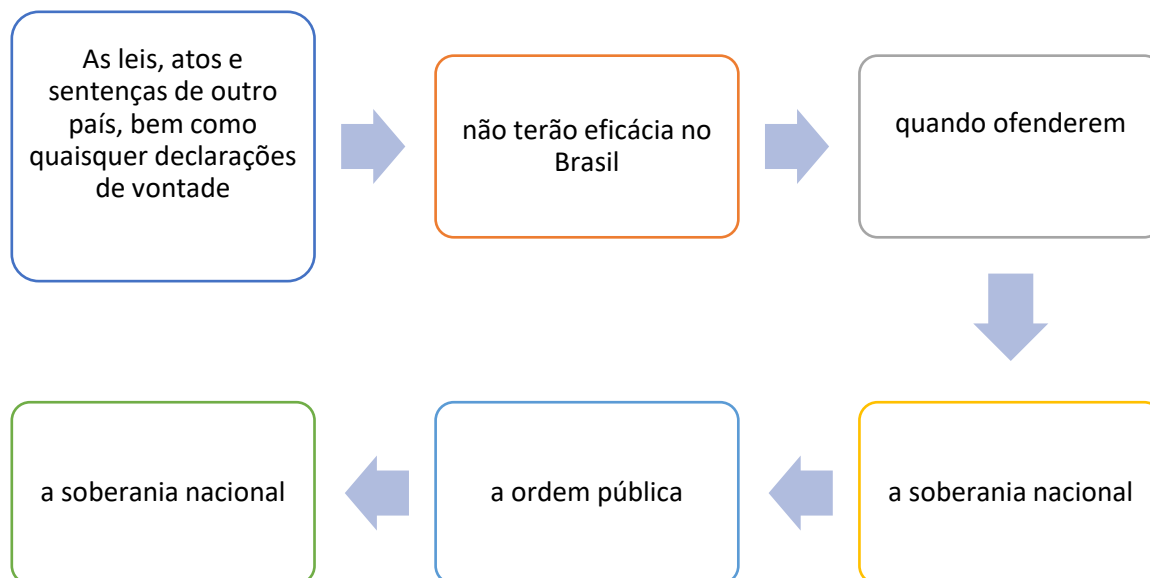 As leis, atos e
sentenças de outro
país, bem como
quaisquer declarações
de vontade
não terão eficácia no
Brasil
quando ofenderem
a soberania nacional
a ordem pública
a soberania nacional